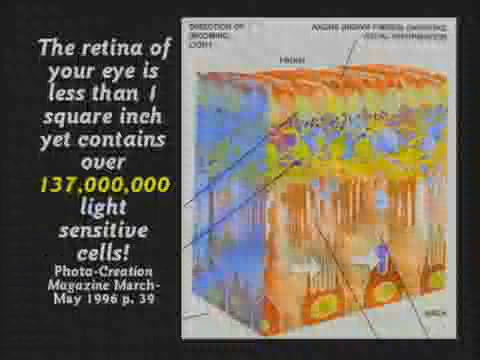 The retina of
your eye is
less than 1
square inch
yet contains
over
137,000,000
light
sensitive
cells!
Photo-Creation
Magazine March-
May 1996 p. 39
DIRECTION OF
INCOMING
LIGHT
FRONT
BACK